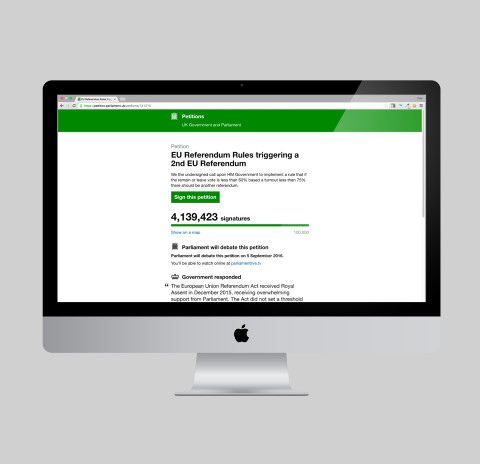 EU Referendum Rules trig
https://petition.parliament.uk/petitions/131215
Petitions
UK Government and Parliament
Petition
EU Referendum Rules triggering a
2nd EU Referendum
We the undersigned call upon HM Government to implement a rule that if
the remain or leave vote is less than 60% based a turnout less than 75%
there should be another referendum.
Sign this petition
4,139,423 signatures
Show on a map 100,000
Parliament will debate this petition
Parliament will debate this petition on 5 September 2016.
You'll be able to watch online at parliamentlive.tv
Government responded
“ The European Union Referendum Act received Royal
Assent in December 2015, receiving overwhelming
support from Parliament. The Act did not set a threshold